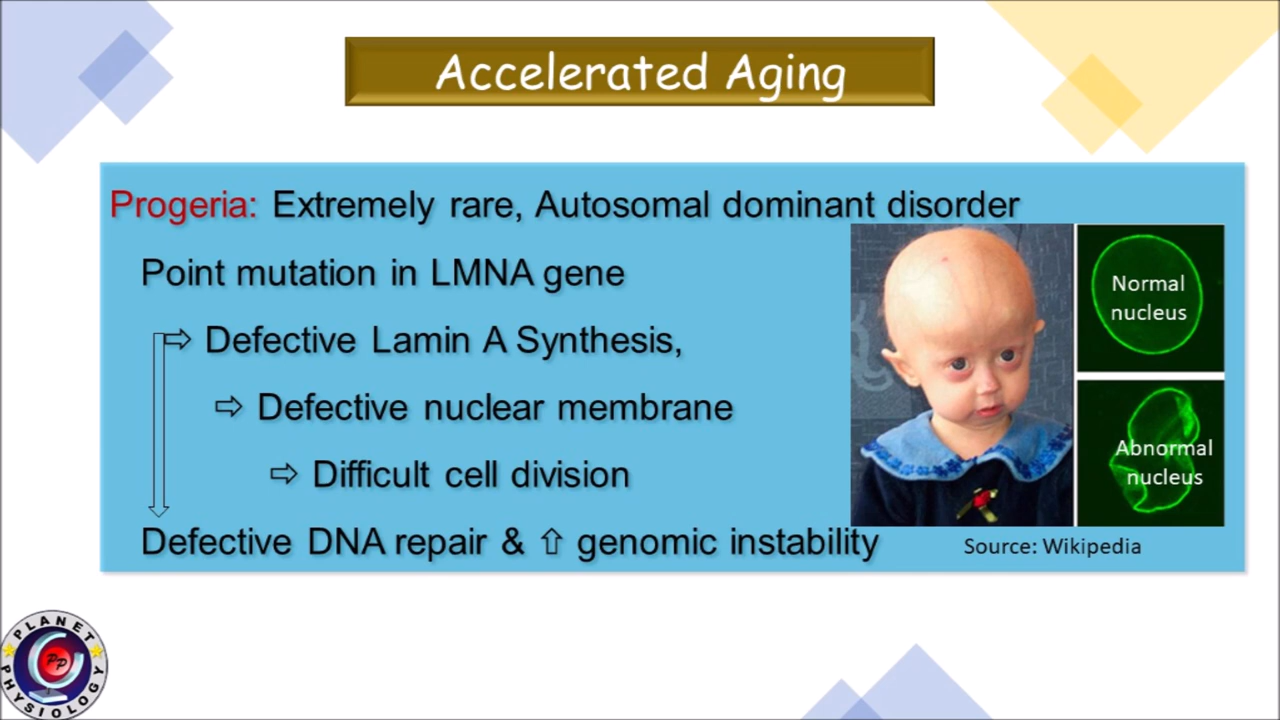 Accelerated Aging
Progeria: Extremely rare, Autosomal dominant disorder
Point mutation in LMNA gene
⇨ Defective Lamin A Synthesis,
⇨ Defective nuclear membrane
⇨ Difficult cell division
Defective DNA repair & ⇧ genomic instability
Normal
nucleus
Abnormal
nucleus
Source: Wikipedia
PLANET
PP
PHYSIOLOGY